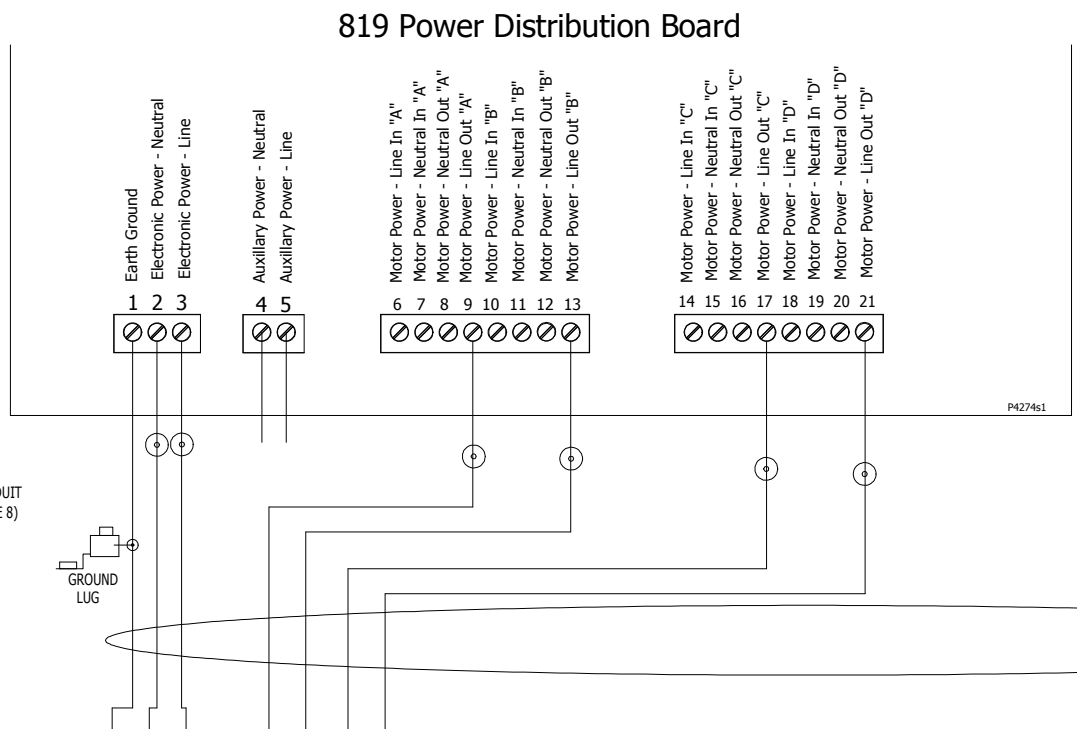 819 Power Distribution Board
Earth Ground
Electronic Power - Neutral
Electronic Power - Line
Auxillary Power - Neutral
Auxillary Power - Line
Motor Power - Line In "A"
Motor Power - Neutral In "A"
Motor Power - Neutral Out "A"
Motor Power - Line Out "A"
Motor Power - Line In "B"
Motor Power - Neutral In "B"
Motor Power - Neutral Out "B"
Motor Power - Line Out "B"
Motor Power - Line In "C"
Motor Power - Neutral In "C"
Motor Power - Neutral Out "C"
Motor Power - Line Out "C"
Motor Power - Line In "D"
Motor Power - Neutral In "D"
Motor Power - Neutral Out "D"
Motor Power - Line Out "D"
1 2 3 4 5 6 7 8 9 10 11 12 13 14 15 16 17 18 19 20 21
P4274s1
UIT
E 8)
GROUND
LUG